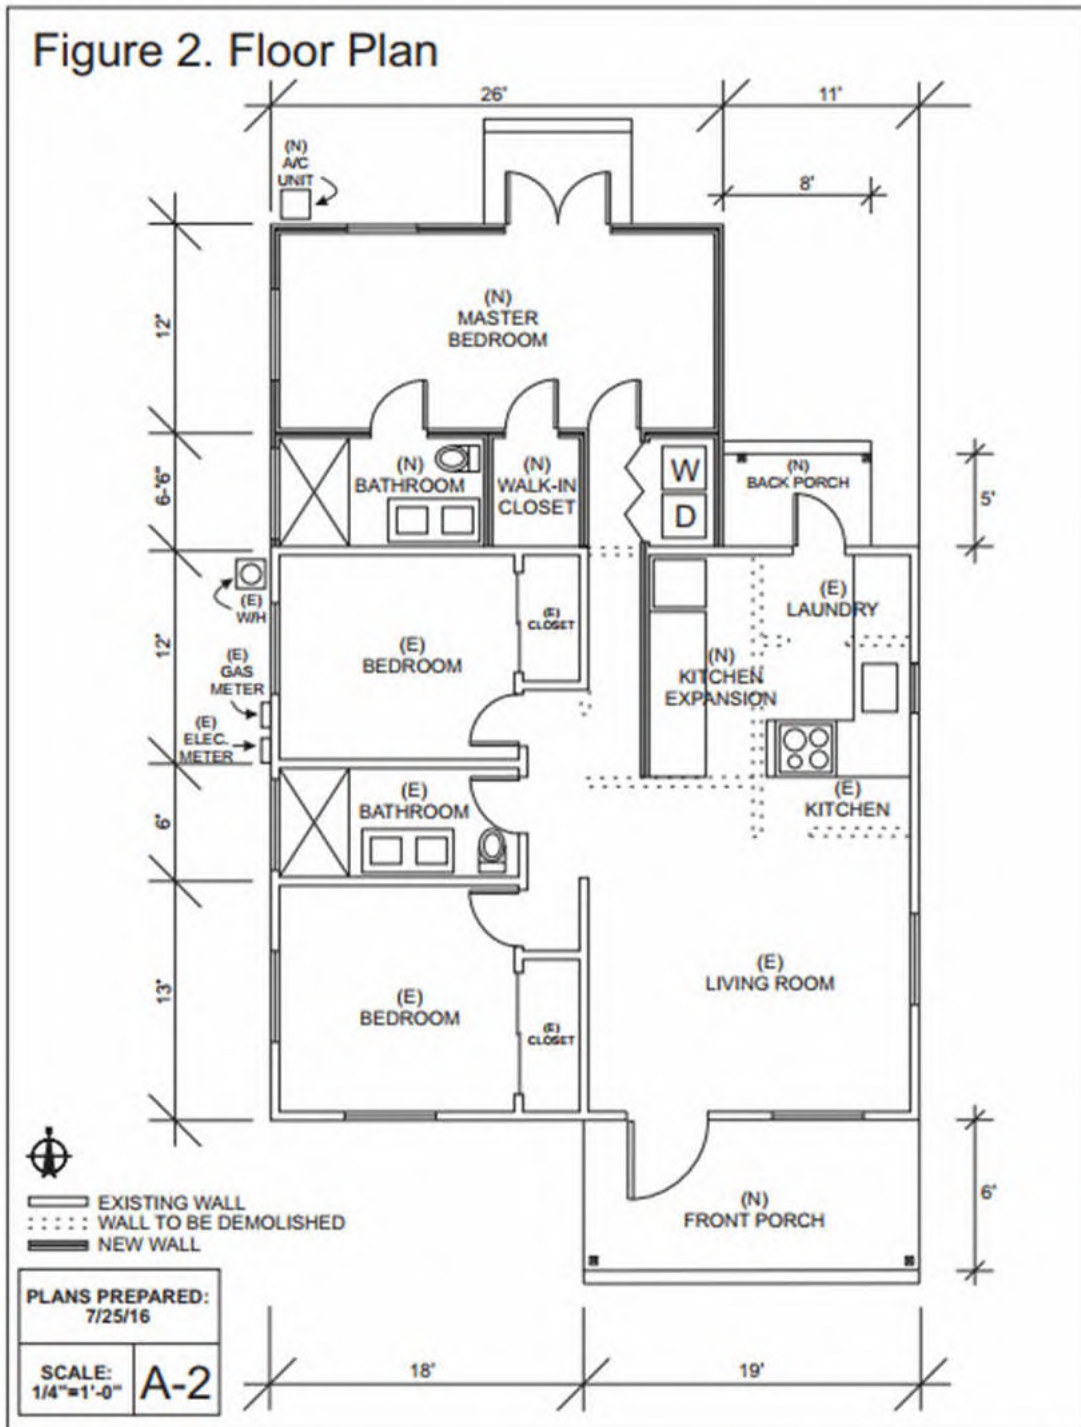 Figure 2. Floor Plan
26'
11'
(N)
A/C
UNIT
8'
12'
(N)
MASTER
BEDROOM
6-'6"
(N)
BATHROOM
(N)
WALK-IN
CLOSET
W
D
(N)
BACK PORCH
5'
(E)
W/H
12'
(E)
GAS
METER
(E)
ELEC.
METER
(E)
BEDROOM
(E)
CLOSET
(E)
LAUNDRY
(N)
KITCHEN
EXPANSION
6'
(E)
BATHROOM
(E)
KITCHEN
13'
(E)
BEDROOM
(E)
CLOSET
(E)
LIVING ROOM
(N)
FRONT PORCH
6'
EXISTING WALL
WALL TO BE DEMOLISHED
NEW WALL
PLANS PREPARED:
7/25/16
SCALE:
1/4"=1'-0"
A-2
18'
19'